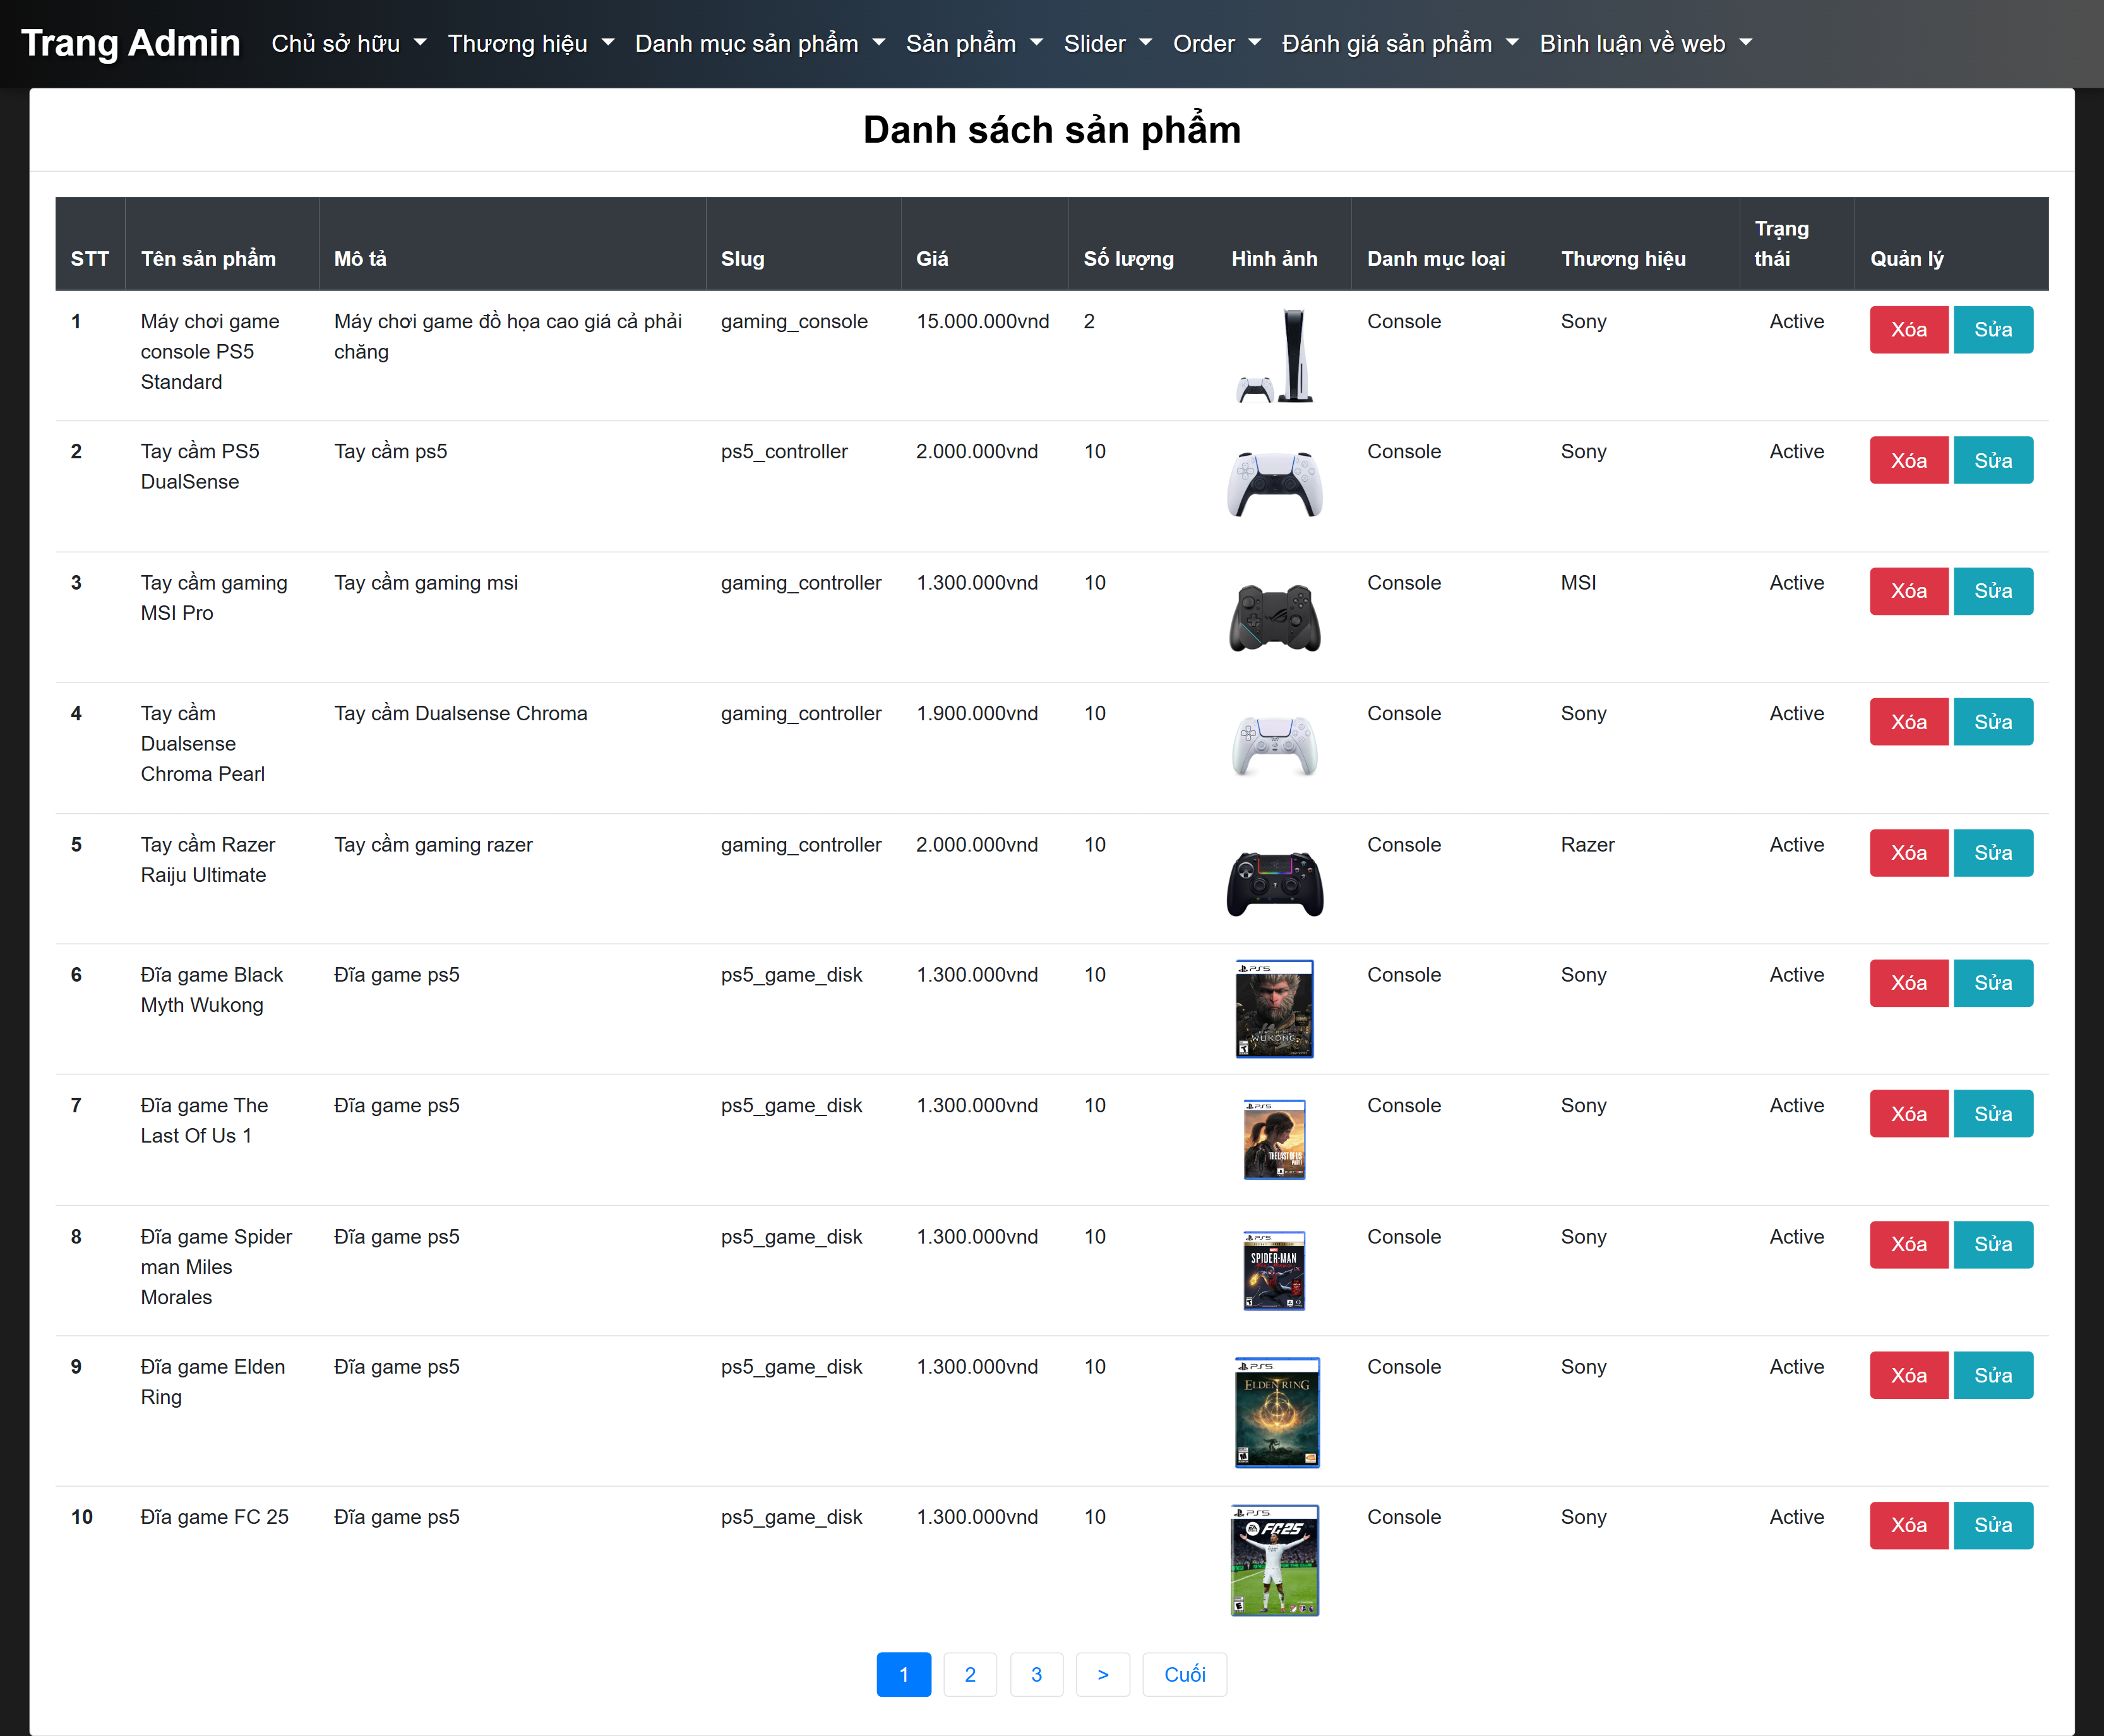 Trang Admin Chủ sở hữu Thương hiệu Danh mục sản phẩm Sản phẩm Slider Order Đánh giá sản phẩm Bình luận về web
Danh sách sản phẩm
STT Tên sản phẩm Mô tả Slug Giá Số lượng Hình ảnh Danh mục loại Thương hiệu Trạng thái Quản lý
1 Máy chơi game Máy chơi game đồ họa cao giá cả phải gaming_console 15.000.000vnd 2 Console Sony Active Xóa Sửa
console PS5 chăng
Standard
2 Tay cầm PS5 Tay cầm ps5 ps5_controller 2.000.000vnd 10 Console Sony Active Xóa Sửa
DualSense
3 Tay cầm gaming Tay cầm gaming msi gaming_controller 1.300.000vnd 10 Console MSI Active Xóa Sửa
MSI Pro
4 Tay cầm Tay cầm Dualsense Chroma gaming_controller 1.900.000vnd 10 Console Sony Active Xóa Sửa
Dualsense
Chroma Pearl
5 Tay cầm Razer Tay cầm gaming razer gaming_controller 2.000.000vnd 10 Console Razer Active Xóa Sửa
Raiju Ultimate
6 Đĩa game Black Đĩa game ps5 ps5_game_disk 1.300.000vnd 10 Console Sony Active Xóa Sửa
Myth Wukong
PS5
WUKONG
7 Đĩa game The Đĩa game ps5 ps5_game_disk 1.300.000vnd 10 Console Sony Active Xóa Sửa
Last Of Us 1
PS5
THE LAST OF US
PART I
8 Đĩa game Spider Đĩa game ps5 ps5_game_disk 1.300.000vnd 10 Console Sony Active Xóa Sửa
man Miles
Morales
PS5
SPIDER-MAN
9 Đĩa game Elden Đĩa game ps5 ps5_game_disk 1.300.000vnd 10 Console Sony Active Xóa Sửa
Ring
PS5
ELDEN RING
10 Đĩa game FC 25 Đĩa game ps5 ps5_game_disk 1.300.000vnd 10 Console Sony Active Xóa Sửa
PS5
FC25
1 2 3 > Cuối